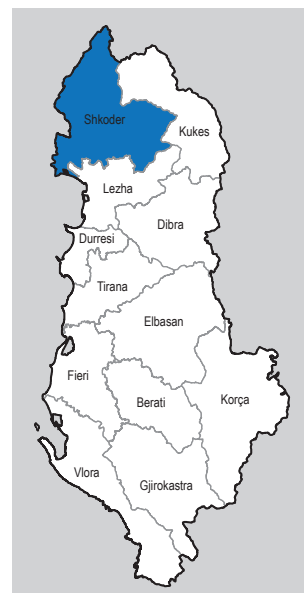 Shkoder
Kukes
Lezha
Dibra
Durresi
Tirana
Elbasan
Fieri
Berati
Korça
Vlora
Gjirokastra